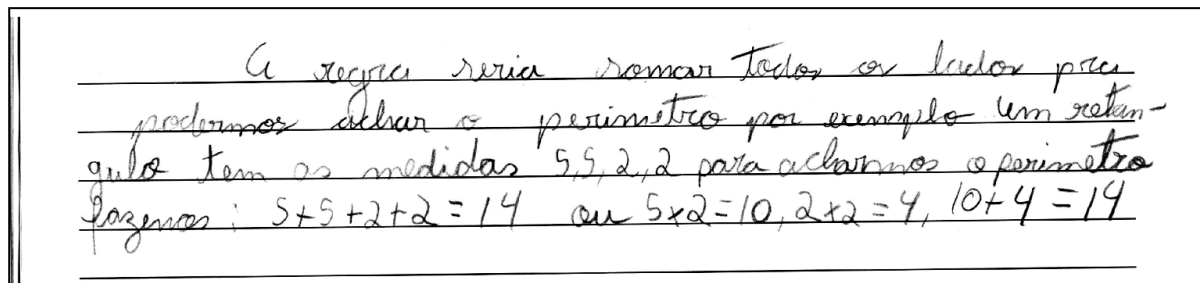 A regra seria somar todos os lados pra
podermos achar o perimetro por exemplo um retan-
gulo tem as medidas 5,5,2,2 para acharmos o perimetro
fazemos: 5+5+2+2=14 ou 5x2=10, 2x2=4, 10+4=14